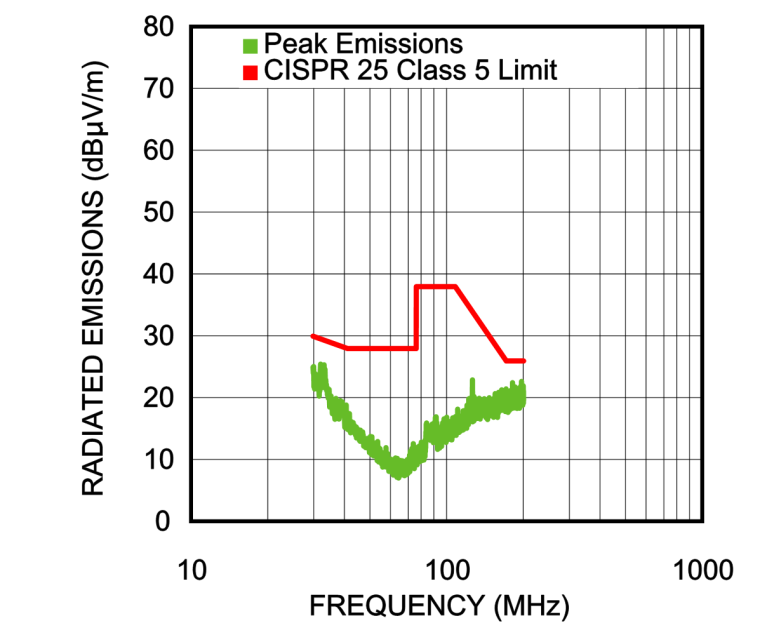 80
Peak Emissions
CISPR 25 Class 5 Limit
70
60
50
40
30
20
10
0
RADIATED EMISSIONS (dBµV/m)
10 100 1000
FREQUENCY (MHz)